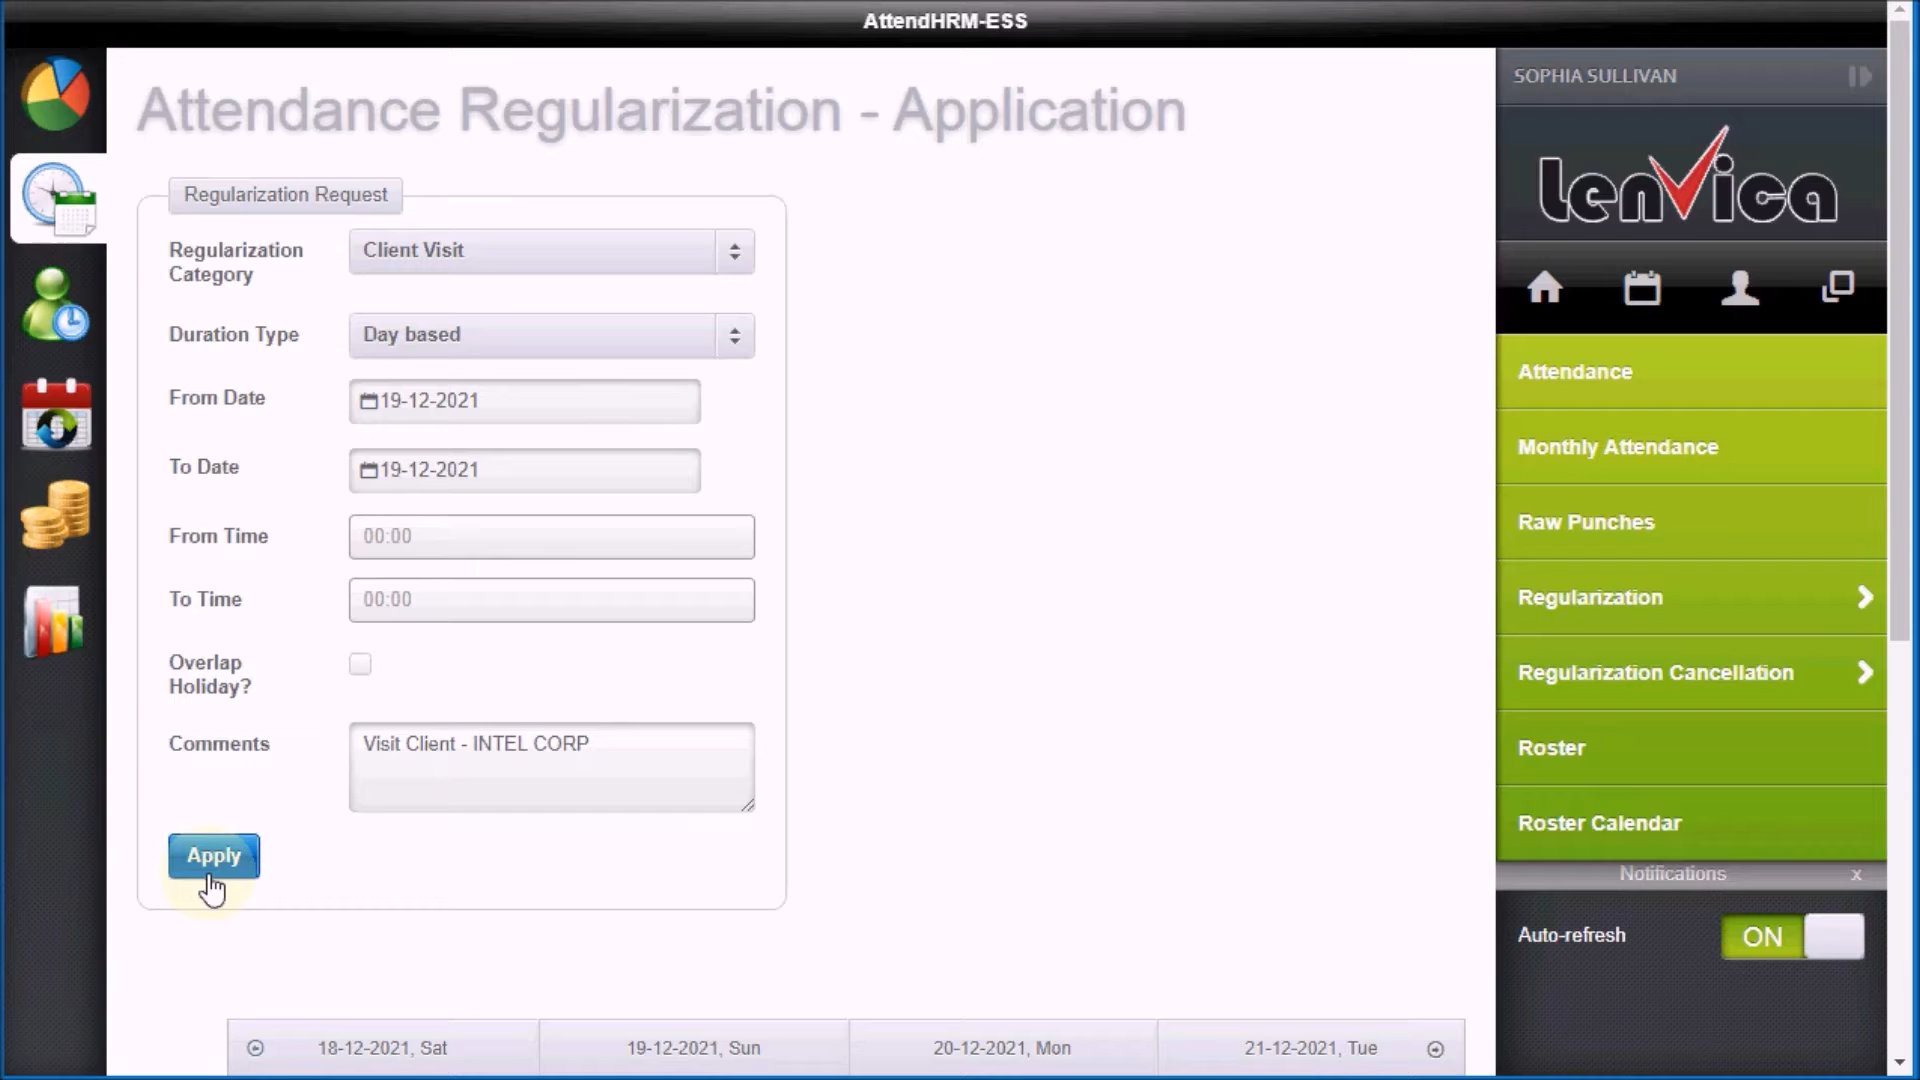 AttendHRM-ESS
Attendance Regularization - Application
Regularization Request
Regularization
Category
Client Visit
Duration Type
Day based
From Date
19-12-2021
To Date
19-12-2021
From Time
00:00
To Time
00:00
Overlap
Holiday?
Comments
Visit Client - INTEL CORP
Apply
18-12-2021, Sat
19-12-2021, Sun
20-12-2021, Mon
21-12-2021, Tue
SOPHIA SULLIVAN
lenvica
Attendance
Monthly Attendance
Raw Punches
Regularization
Regularization Cancellation
Roster
Roster Calendar
Notifications
x
Auto-refresh
ON